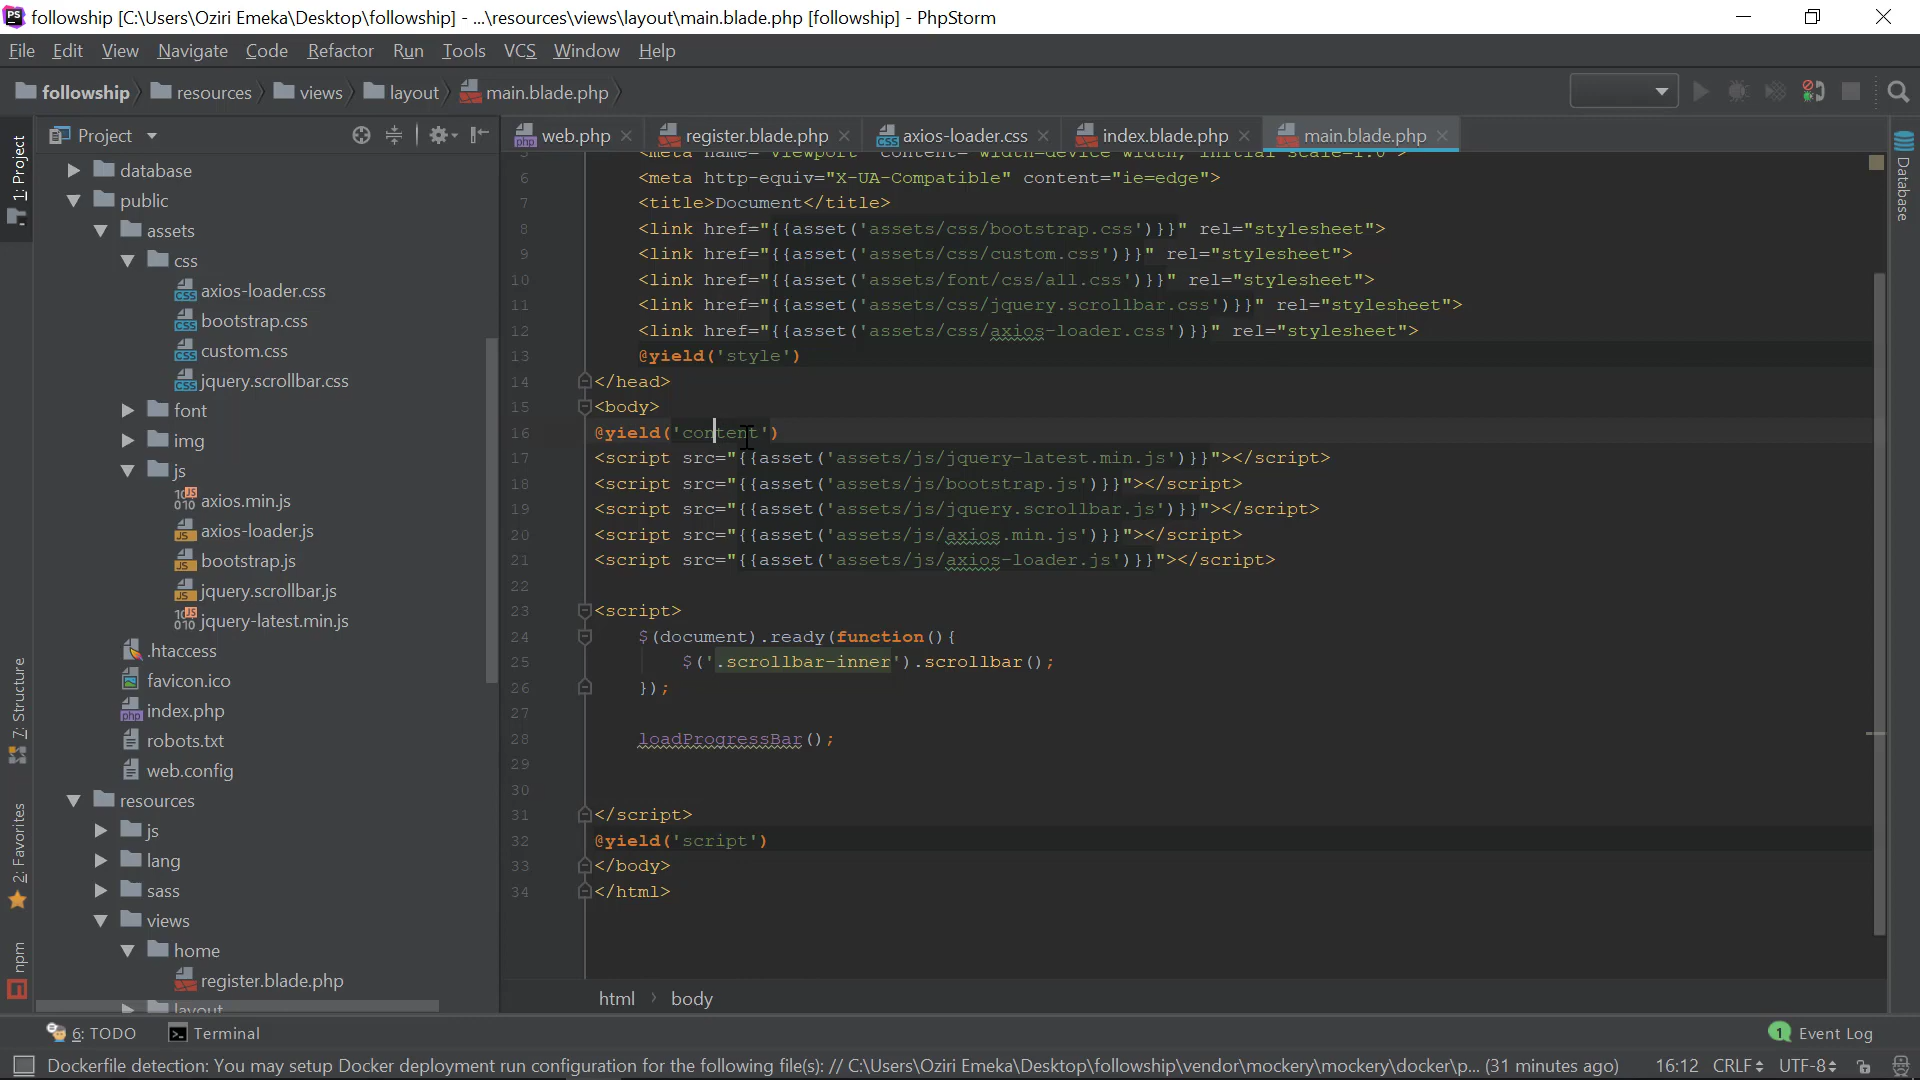 followship [C:\Users\Oziri Emeka\Desktop\followship] - ...\resources\views\layout\main.blade.php [followship] - PhpStorm
File Edit View Navigate Code Refactor Run Tools VCS Window Help
followship resources views layout main.blade.php
Project
web.php register.blade.php axios-loader.css index.blade.php main.blade.php
1: Project
7: Structure
2: Favorites
npm
Database
database
public
assets
css
axios-loader.css
bootstrap.css
custom.css
jquery.scrollbar.css
font
img
js
axios.min.js
axios-loader.js
bootstrap.js
jquery.scrollbar.js
jquery-latest.min.js
.htaccess
favicon.ico
index.php
robots.txt
web.config
resources
js
lang
sass
views
home
register.blade.php
layout
5 <meta name="viewport" content="width=device-width, initial-scale=1.0">
6 <meta http-equiv="X-UA-Compatible" content="ie=edge">
7 <title>Document</title>
8 <link href="{{asset('assets/css/bootstrap.css')}}" rel="stylesheet">
9 <link href="{{asset('assets/css/custom.css')}}" rel="stylesheet">
10 <link href="{{asset('assets/font/css/all.css')}}" rel="stylesheet">
11 <link href="{{asset('assets/css/jquery.scrollbar.css')}}" rel="stylesheet">
12 <link href="{{asset('assets/css/axios-loader.css')}}" rel="stylesheet">
13 @yield('style')
14 </head>
15 <body>
16 @yield('content')
17 <script src="{{asset('assets/js/jquery-latest.min.js')}}"></script>
18 <script src="{{asset('assets/js/bootstrap.js')}}"></script>
19 <script src="{{asset('assets/js/jquery.scrollbar.js')}}"></script>
20 <script src="{{asset('assets/js/axios.min.js')}}"></script>
21 <script src="{{asset('assets/js/axios-loader.js')}}"></script>
22
23 <script>
24 $(document).ready(function(){
25 $('.scrollbar-inner').scrollbar();
26 });
27
28 loadProgressBar();
29
30
31 </script>
32 @yield('script')
33 </body>
34 </html>
html body
6: TODO Terminal 1 Event Log
Dockerfile detection: You may setup Docker deployment run configuration for the following file(s): // C:\Users\Oziri Emeka\Desktop\followship\vendor\mockery\mockery\docker\p... (31 minutes ago) 16:12 CRLF UTF-8